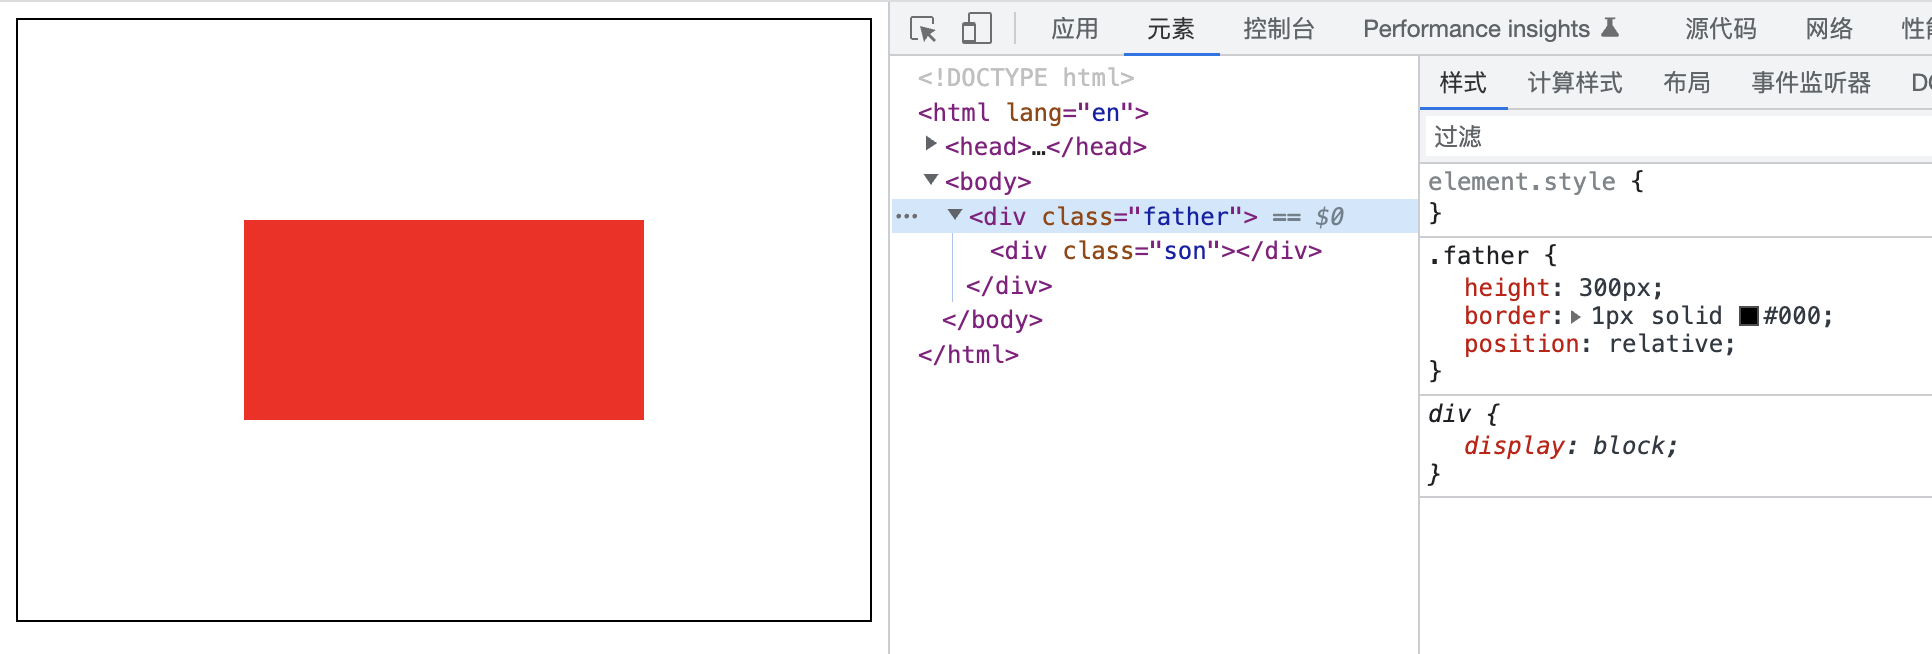 应用 元素 控制台 Performance insights 源代码 网络
<!DOCTYPE html>
<html lang="en">
<head>…</head>
<body>
<div class="father"> == $0
<div class="son"></div>
</div>
</body>
</html>
样式 计算样式 布局 事件监听器
过滤
element.style {
}
.father {
height: 300px;
border: 1px solid #000;
position: relative;
}
div {
display: block;
}